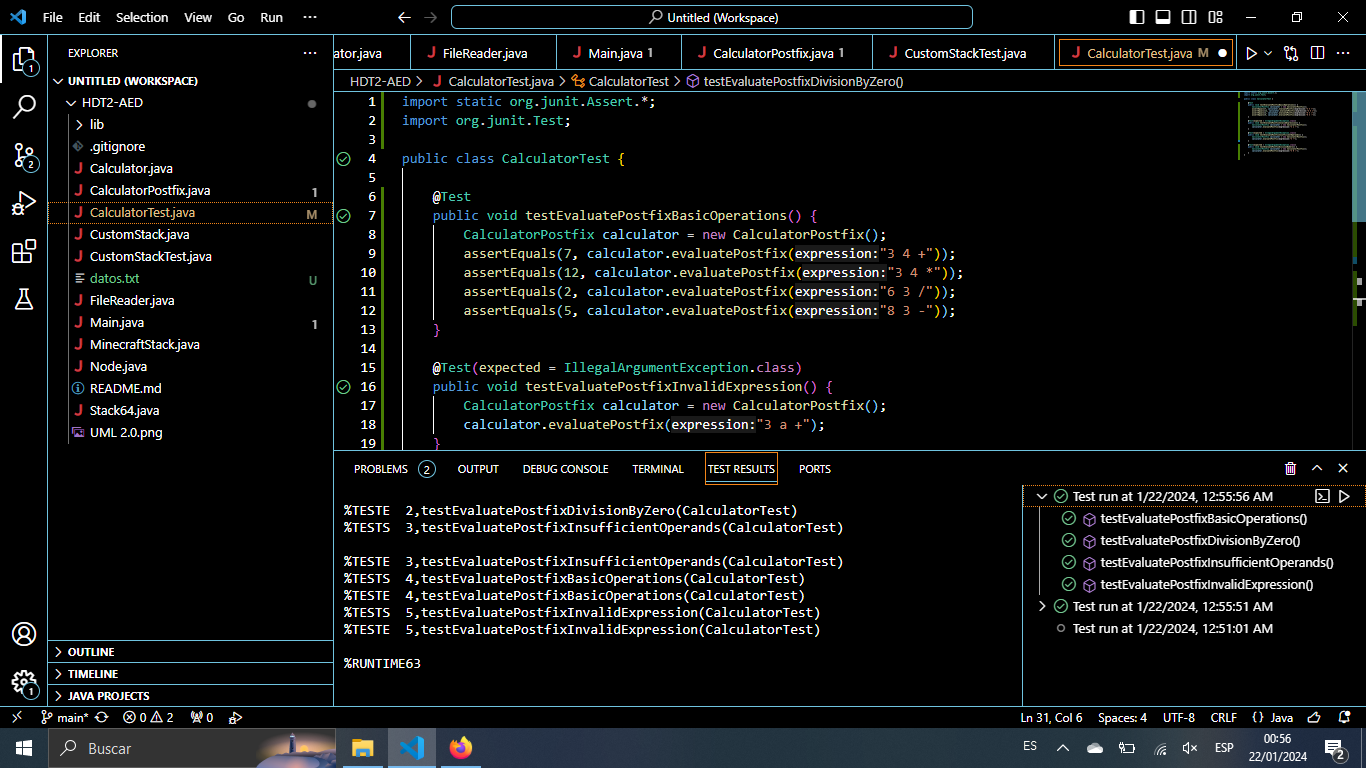 File Edit Selection View Go Run ··· Untitled (Workspace)
EXPLORER ···
UNTITLED (WORKSPACE)
HDT2-AED
lib
.gitignore
Calculator.java
CalculatorPostfix.java 1
CalculatorTest.java M
CustomStack.java
CustomStackTest.java
datos.txt U
FileReader.java
Main.java 1
MinecraftStack.java
Node.java
README.md
Stack64.java
UML 2.0.png
OUTLINE
TIMELINE
JAVA PROJECTS
ator.java FileReader.java Main.java 1 CalculatorPostfix.java 1 CustomStackTest.java CalculatorTest.java M
HDT2-AED > CalculatorTest.java > CalculatorTest > testEvaluatePostfixDivisionByZero()
1 import static org.junit.Assert.*;
2 import org.junit.Test;
3
4 public class CalculatorTest {
5
6 @Test
7 public void testEvaluatePostfixBasicOperations() {
8 CalculatorPostfix calculator = new CalculatorPostfix();
9 assertEquals(7, calculator.evaluatePostfix(expression:"3 4 +"));
10 assertEquals(12, calculator.evaluatePostfix(expression:"3 4 *"));
11 assertEquals(2, calculator.evaluatePostfix(expression:"6 3 /"));
12 assertEquals(5, calculator.evaluatePostfix(expression:"8 3 -"));
13 }
14
15 @Test(expected = IllegalArgumentException.class)
16 public void testEvaluatePostfixInvalidExpression() {
17 CalculatorPostfix calculator = new CalculatorPostfix();
18 calculator.evaluatePostfix(expression:"3 a +");
19 }
PROBLEMS 2 OUTPUT DEBUG CONSOLE TERMINAL TEST RESULTS PORTS
%TESTE 2,testEvaluatePostfixDivisionByZero(CalculatorTest)
%TESTS 3,testEvaluatePostfixInsufficientOperands(CalculatorTest)
%TESTE 3,testEvaluatePostfixInsufficientOperands(CalculatorTest)
%TESTS 4,testEvaluatePostfixBasicOperations(CalculatorTest)
%TESTE 4,testEvaluatePostfixBasicOperations(CalculatorTest)
%TESTS 5,testEvaluatePostfixInvalidExpression(CalculatorTest)
%TESTE 5,testEvaluatePostfixInvalidExpression(CalculatorTest)
%RUNTIME63
Test run at 1/22/2024, 12:55:56 AM
testEvaluatePostfixBasicOperations()
testEvaluatePostfixDivisionByZero()
testEvaluatePostfixInsufficientOperands()
testEvaluatePostfixInvalidExpression()
Test run at 1/22/2024, 12:55:51 AM
Test run at 1/22/2024, 12:51:01 AM
1
2
1
main* 0 2 0 Ln 31, Col 6 Spaces: 4 UTF-8 CRLF {} Java
Buscar ES ESP 00:56
22/01/2024 2